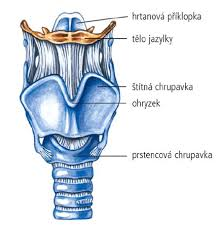 hrtanová příklopka
tělo jazylky
štítná chrupavka
ohryzek
prstencová chrupavka